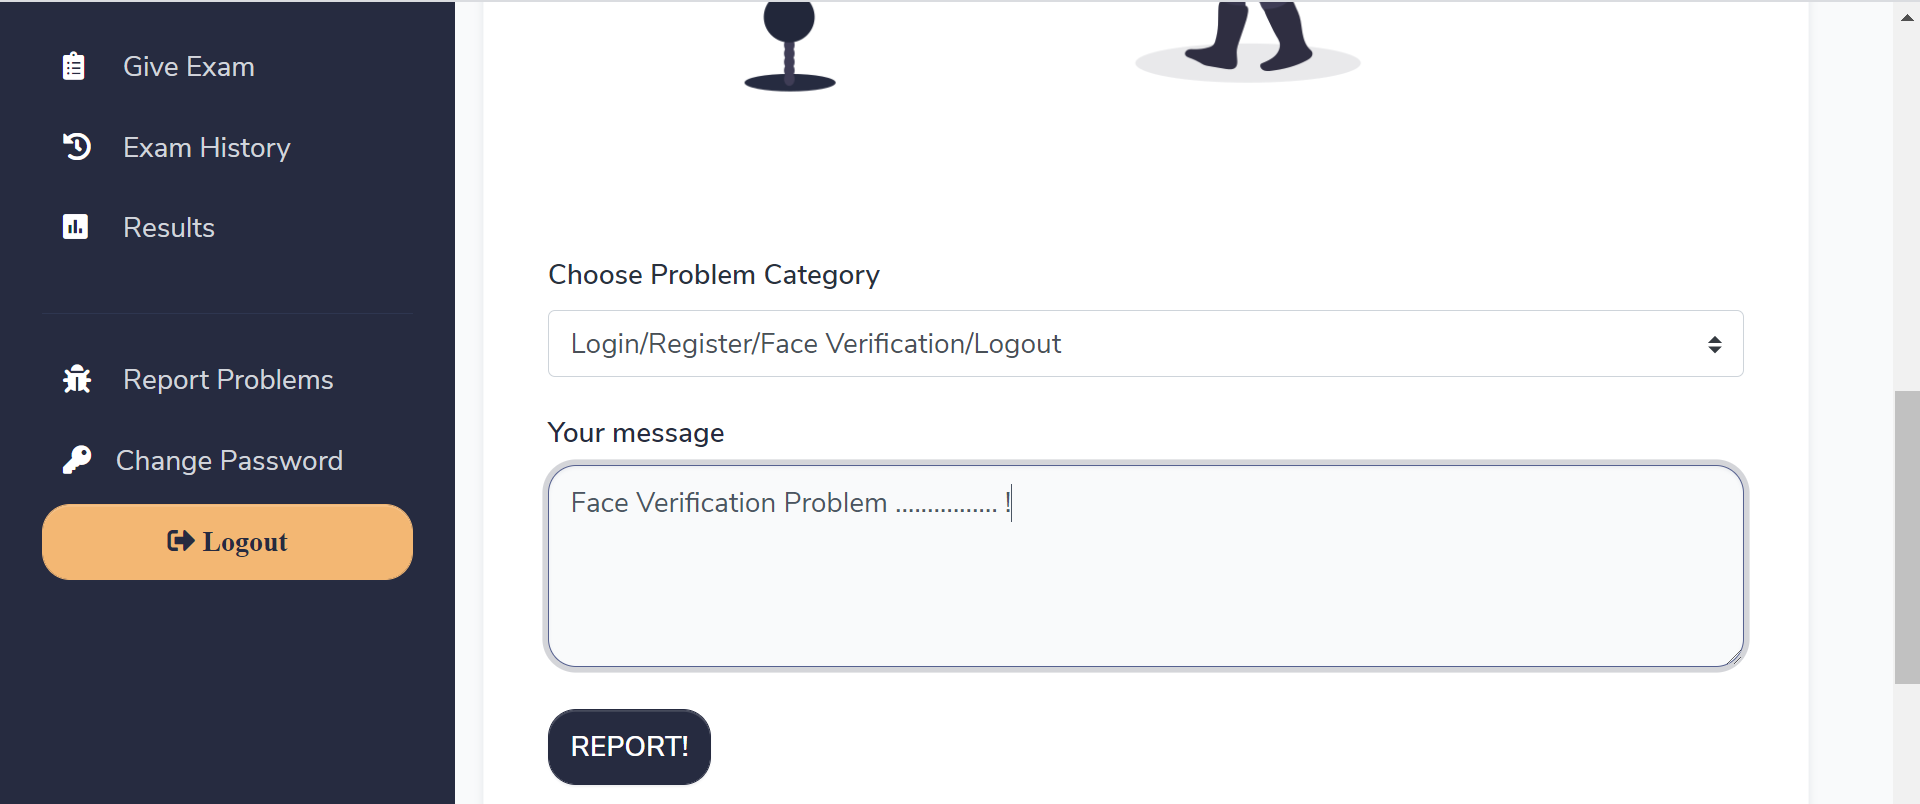 Give Exam
Exam History
Results
Report Problems
Change Password
Logout
Choose Problem Category
Login/Register/Face Verification/Logout
Your message
Face Verification Problem ................ !
REPORT!